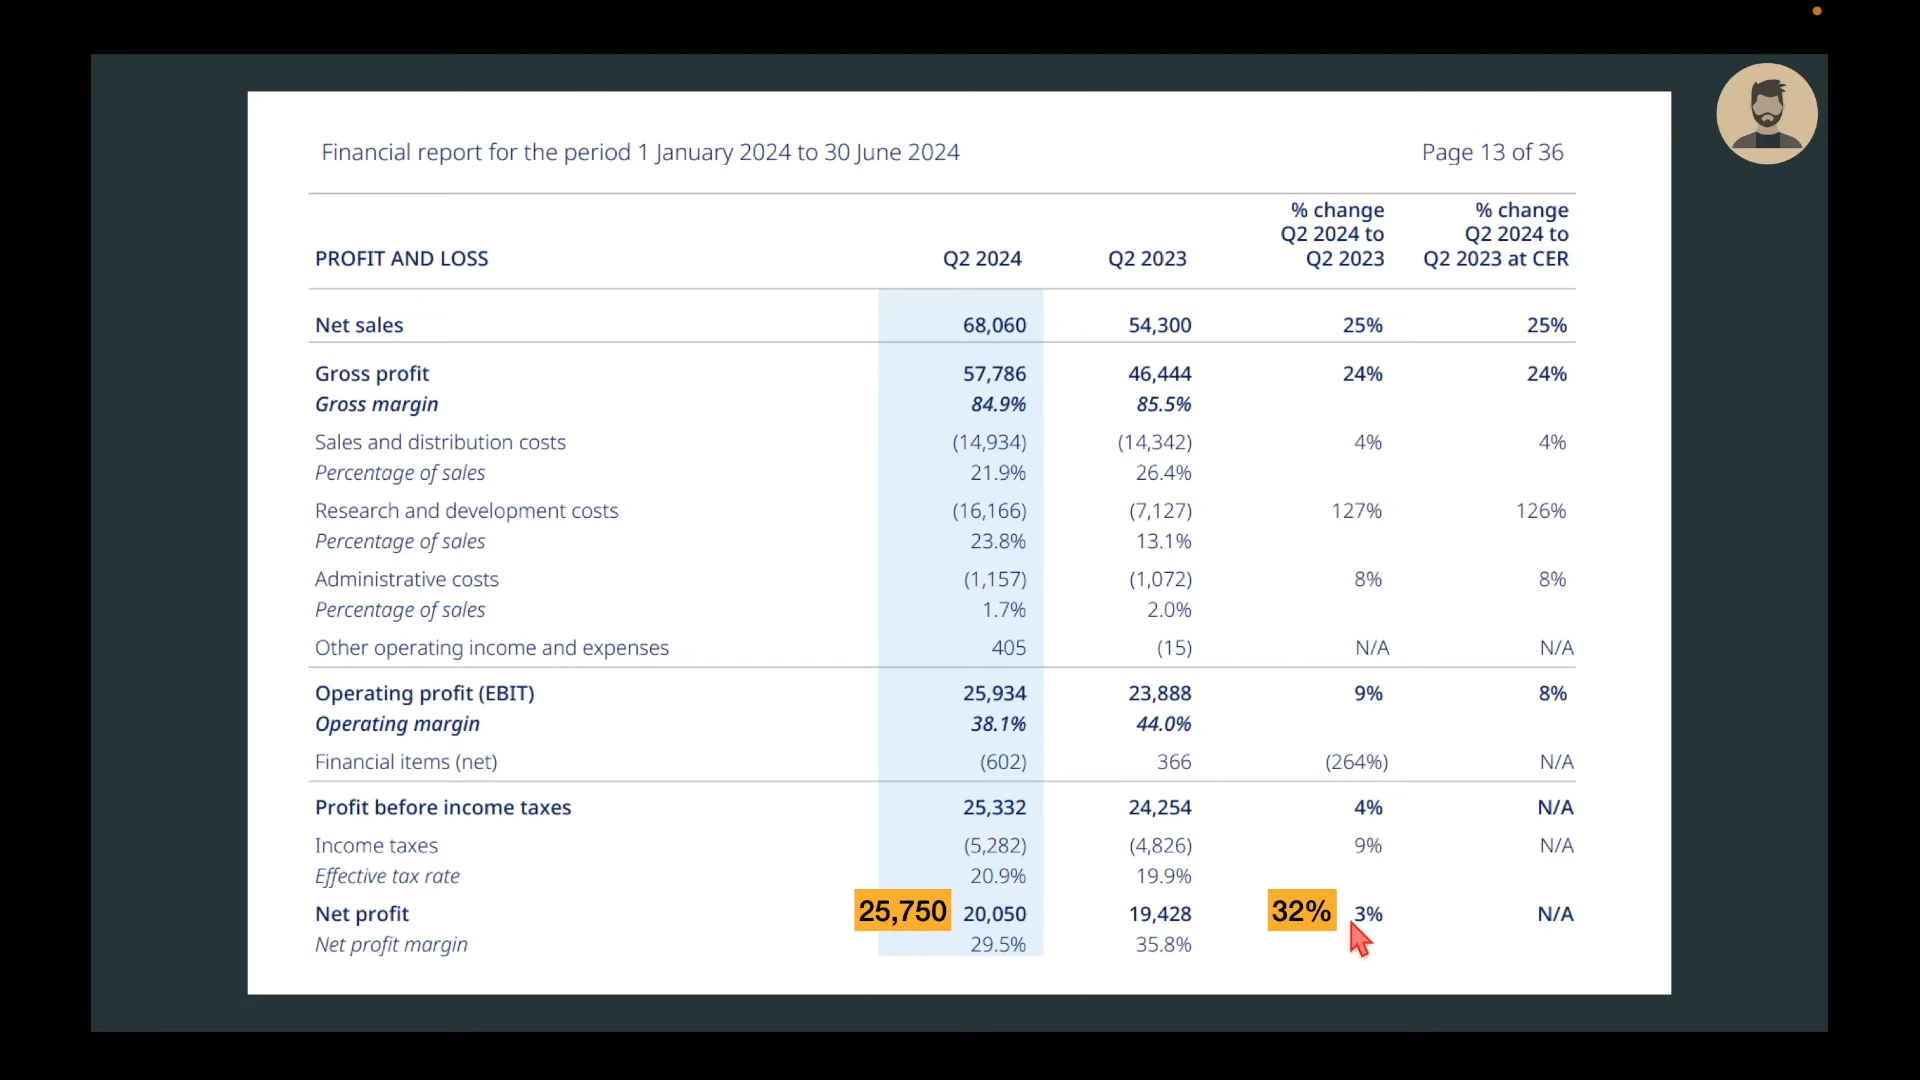 Financial report for the period 1 January 2024 to 30 June 2024 Page 13 of 36
% change % change
Q2 2024 to Q2 2024 to
PROFIT AND LOSS Q2 2024 Q2 2023 Q2 2023 Q2 2023 at CER
Net sales 68,060 54,300 25% 25%
Gross profit 57,786 46,444 24% 24%
Gross margin 84.9% 85.5%
Sales and distribution costs (14,934) (14,342) 4% 4%
Percentage of sales 21.9% 26.4%
Research and development costs (16,166) (7,127) 127% 126%
Percentage of sales 23.8% 13.1%
Administrative costs (1,157) (1,072) 8% 8%
Percentage of sales 1.7% 2.0%
Other operating income and expenses 405 (15) N/A N/A
Operating profit (EBIT) 25,934 23,888 9% 8%
Operating margin 38.1% 44.0%
Financial items (net) (602) 366 (264%) N/A
Profit before income taxes 25,332 24,254 4% N/A
Income taxes (5,282) (4,826) 9% N/A
Effective tax rate 20.9% 19.9%
Net profit 25,750 20,050 19,428 32% 3% N/A
Net profit margin 29.5% 35.8%